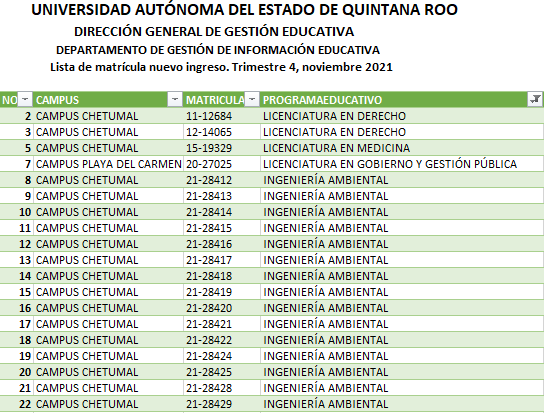 UNIVERSIDAD AUTÓNOMA DEL ESTADO DE QUINTANA ROO
DIRECCIÓN GENERAL DE GESTIÓN EDUCATIVA
DEPARTAMENTO DE GESTIÓN DE INFORMACIÓN EDUCATIVA
Lista de matrícula nuevo ingreso. Trimestre 4, noviembre 2021
NO CAMPUS MATRICULA PROGRAMAEDUCATIVO
2 CAMPUS CHETUMAL 11-12684 LICENCIATURA EN DERECHO
3 CAMPUS CHETUMAL 12-14065 LICENCIATURA EN DERECHO
5 CAMPUS CHETUMAL 15-19329 LICENCIATURA EN MEDICINA
7 CAMPUS PLAYA DEL CARMEN 20-27025 LICENCIATURA EN GOBIERNO Y GESTIÓN PÚBLICA
8 CAMPUS CHETUMAL 21-28412 INGENIERÍA AMBIENTAL
9 CAMPUS CHETUMAL 21-28413 INGENIERÍA AMBIENTAL
10 CAMPUS CHETUMAL 21-28414 INGENIERÍA AMBIENTAL
11 CAMPUS CHETUMAL 21-28415 INGENIERÍA AMBIENTAL
12 CAMPUS CHETUMAL 21-28416 INGENIERÍA AMBIENTAL
13 CAMPUS CHETUMAL 21-28417 INGENIERÍA AMBIENTAL
14 CAMPUS CHETUMAL 21-28418 INGENIERÍA AMBIENTAL
15 CAMPUS CHETUMAL 21-28419 INGENIERÍA AMBIENTAL
16 CAMPUS CHETUMAL 21-28420 INGENIERÍA AMBIENTAL
17 CAMPUS CHETUMAL 21-28421 INGENIERÍA AMBIENTAL
18 CAMPUS CHETUMAL 21-28422 INGENIERÍA AMBIENTAL
19 CAMPUS CHETUMAL 21-28424 INGENIERÍA AMBIENTAL
20 CAMPUS CHETUMAL 21-28425 INGENIERÍA AMBIENTAL
21 CAMPUS CHETUMAL 21-28428 INGENIERÍA AMBIENTAL
22 CAMPUS CHETUMAL 21-28429 INGENIERÍA AMBIENTAL